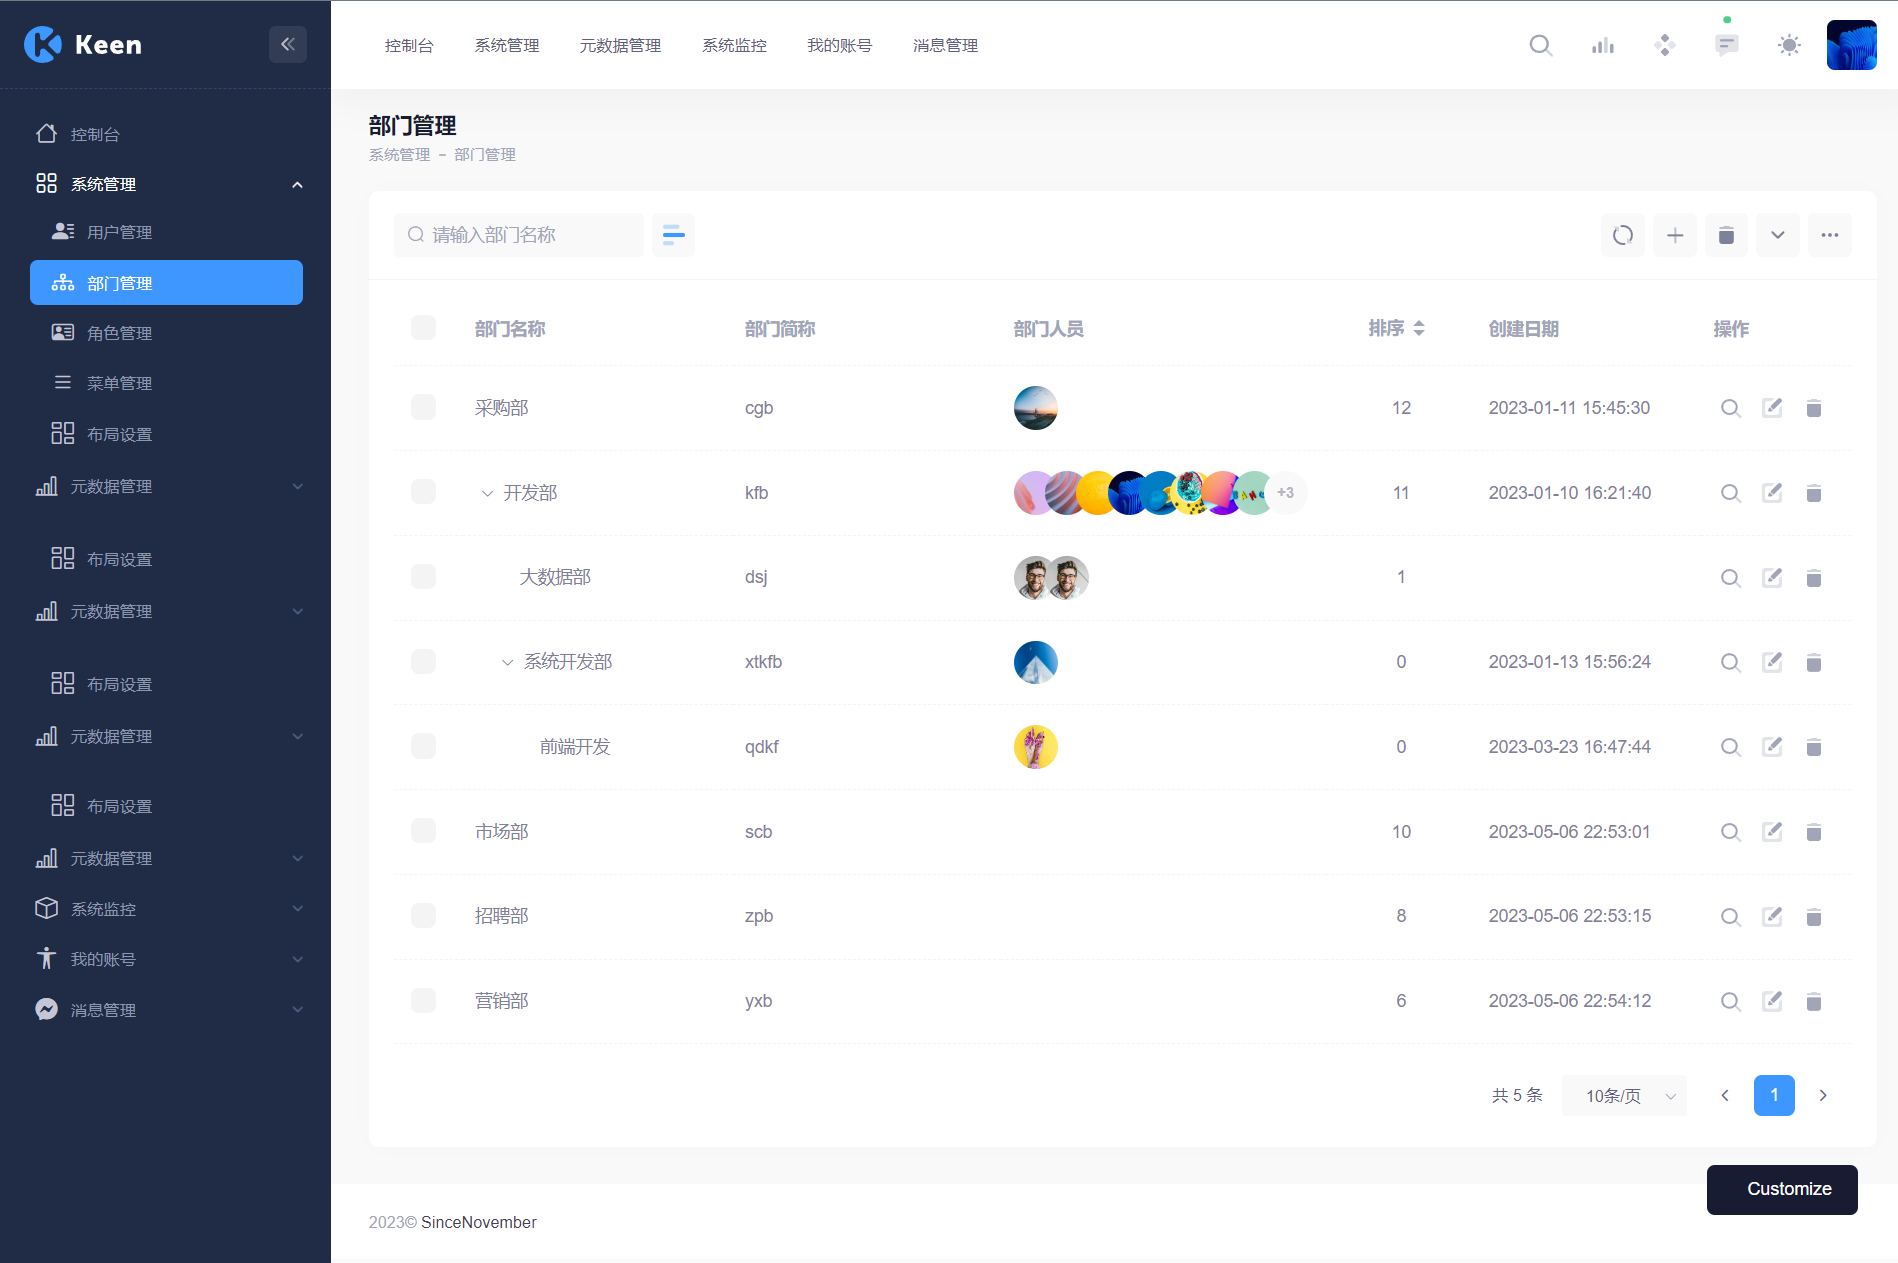 Keen
控制台 系统管理 元数据管理 系统监控 我的账号 消息管理
控制台
系统管理
用户管理
部门管理
角色管理
菜单管理
布局设置
元数据管理
布局设置
元数据管理
布局设置
元数据管理
布局设置
元数据管理
系统监控
我的账号
消息管理
部门管理
系统管理 - 部门管理
请输入部门名称
部门名称 部门简称 部门人员 排序 创建日期 操作
采购部 cgb 12 2023-01-11 15:45:30
开发部 kfb +3 11 2023-01-10 16:21:40
大数据部 dsj 1
系统开发部 xtkfb 0 2023-01-13 15:56:24
前端开发 qdkf 0 2023-03-23 16:47:44
市场部 scb 10 2023-05-06 22:53:01
招聘部 zpb 8 2023-05-06 22:53:15
营销部 yxb 6 2023-05-06 22:54:12
共 5 条 10条/页 1
Customize
2023© SinceNovember